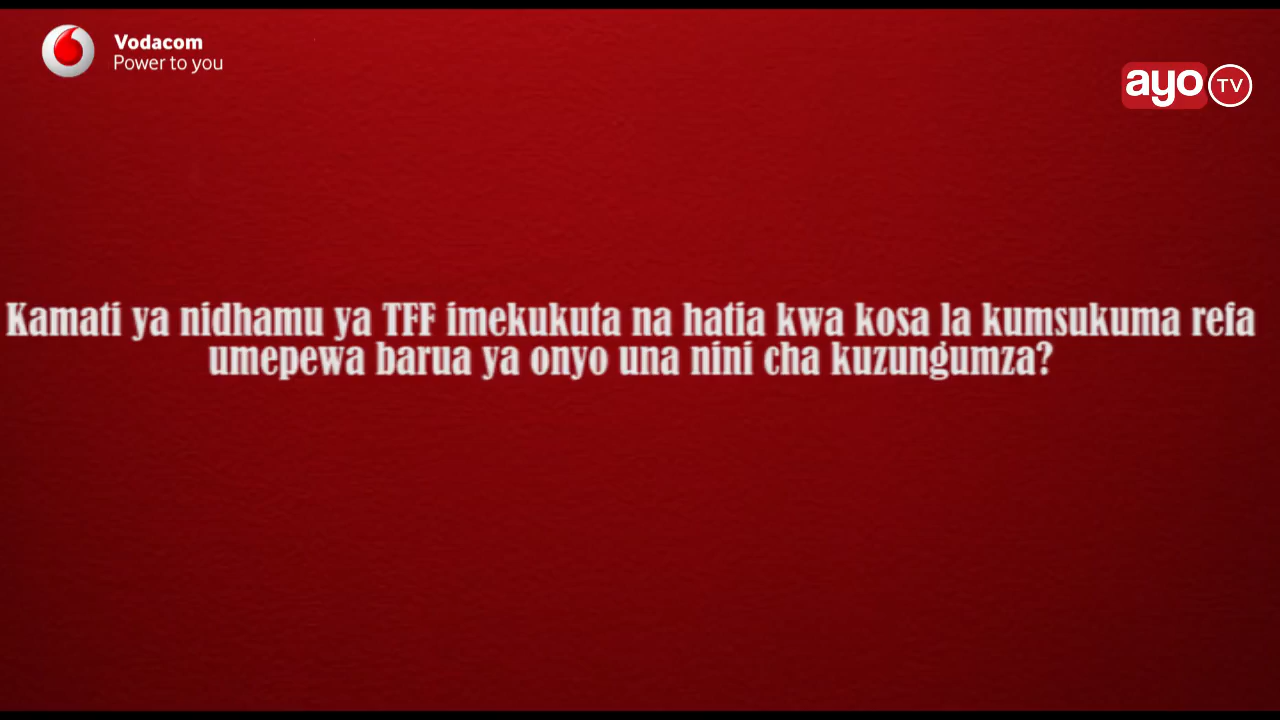 Vodacom
Power to you
ayo TV
Kamati ya nidhamu ya TFF imekukuta na hatia kwa kosa la kumsukuma refa
umepewa barua ya onyo una nini cha kuzungumza?